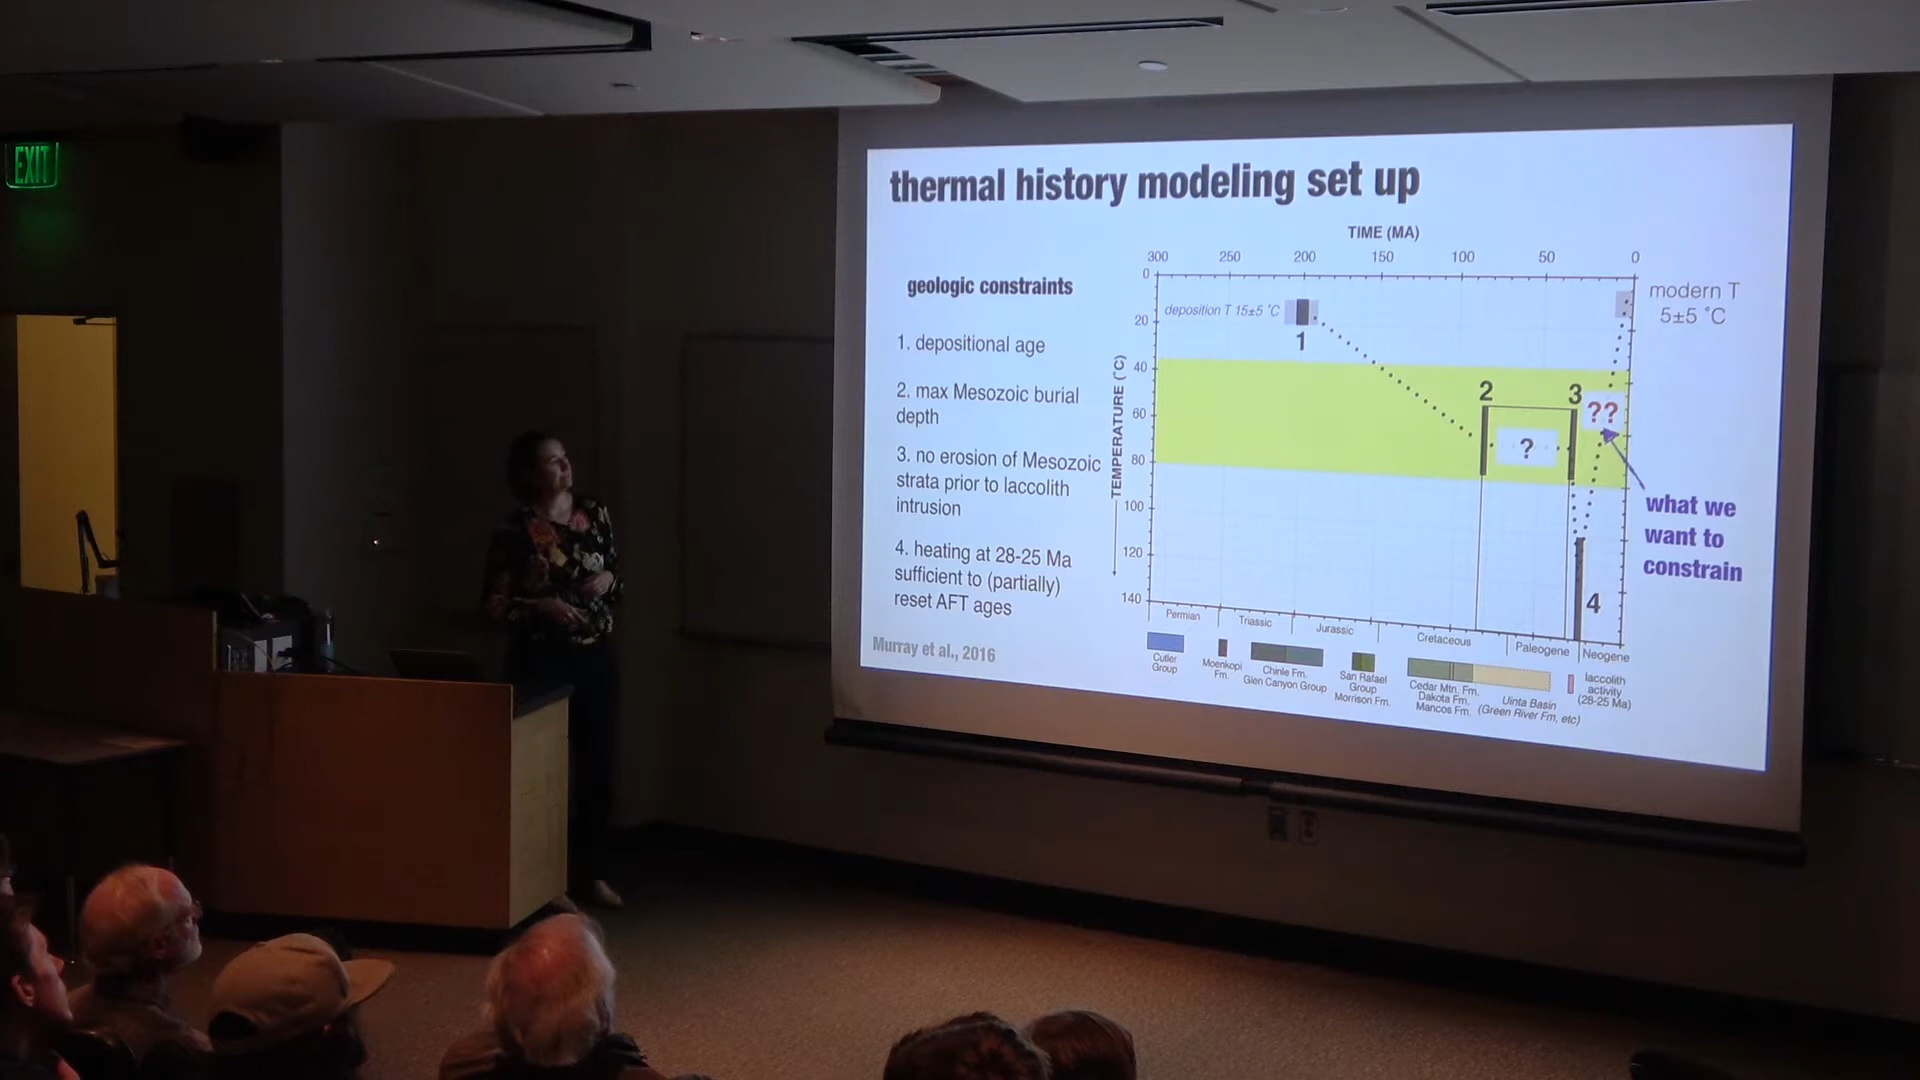 EXIT
thermal history modeling set up
geologic constraints
1. depositional age
2. max Mesozoic burial
depth
3. no erosion of Mesozoic
strata prior to laccolith
intrusion
4. heating at 28-25 Ma
sufficient to (partially)
reset AFT ages
Murray et al., 2016
TIME (MA)
300 250 200 150 100 50 0
TEMPERATURE (˚C)
0
20
40
60
80
100
120
140
deposition T 15±5 ˚C
1
2
3
4
?
??
modern T
5±5 ˚C
what we
want to
constrain
Permian Triassic Jurassic Cretaceous Paleogene Neogene
Cutler
Group
Moenkopi
Fm.
Chinle Fm.
Glen Canyon Group
San Rafael
Group
Morrison Fm.
Cedar Mtn. Fm.
Dakota Fm.
Mancos Fm.
Uinta Basin
(Green River Fm, etc)
laccolith
activity
(28-25 Ma)